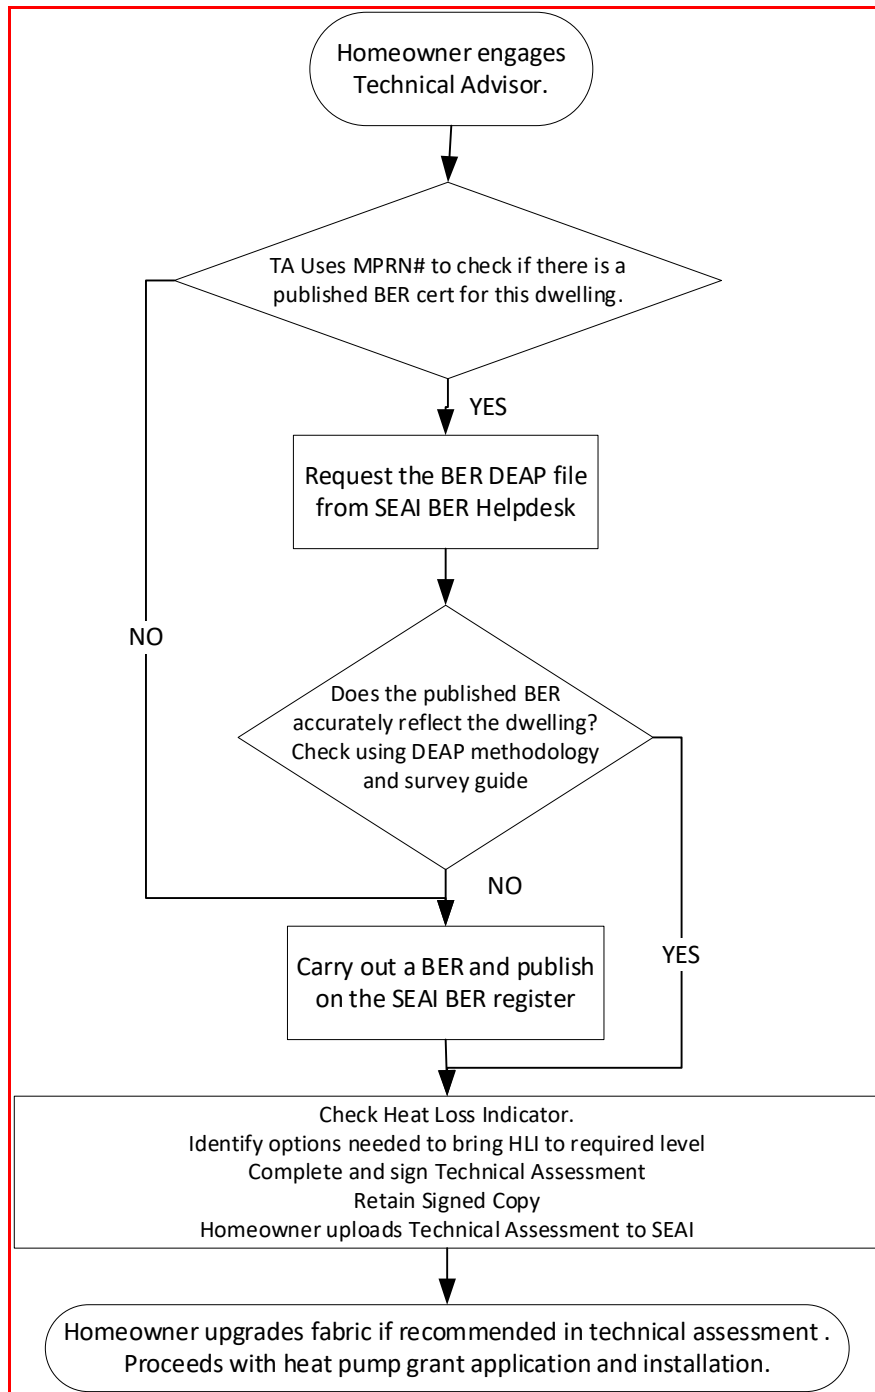 Homeowner engages
Technical Advisor.
TA Uses MPRN# to check if there is a
published BER cert for this dwelling.
YES
Request the BER DEAP file
from SEAI BER Helpdesk
NO
Does the published BER
accurately reflect the dwelling?
Check using DEAP methodology
and survey guide
NO
YES
Carry out a BER and publish
on the SEAI BER register
Check Heat Loss Indicator.
Identify options needed to bring HLI to required level
Complete and sign Technical Assessment
Retain Signed Copy
Homeowner uploads Technical Assessment to SEAI
Homeowner upgrades fabric if recommended in technical assessment .
Proceeds with heat pump grant application and installation.